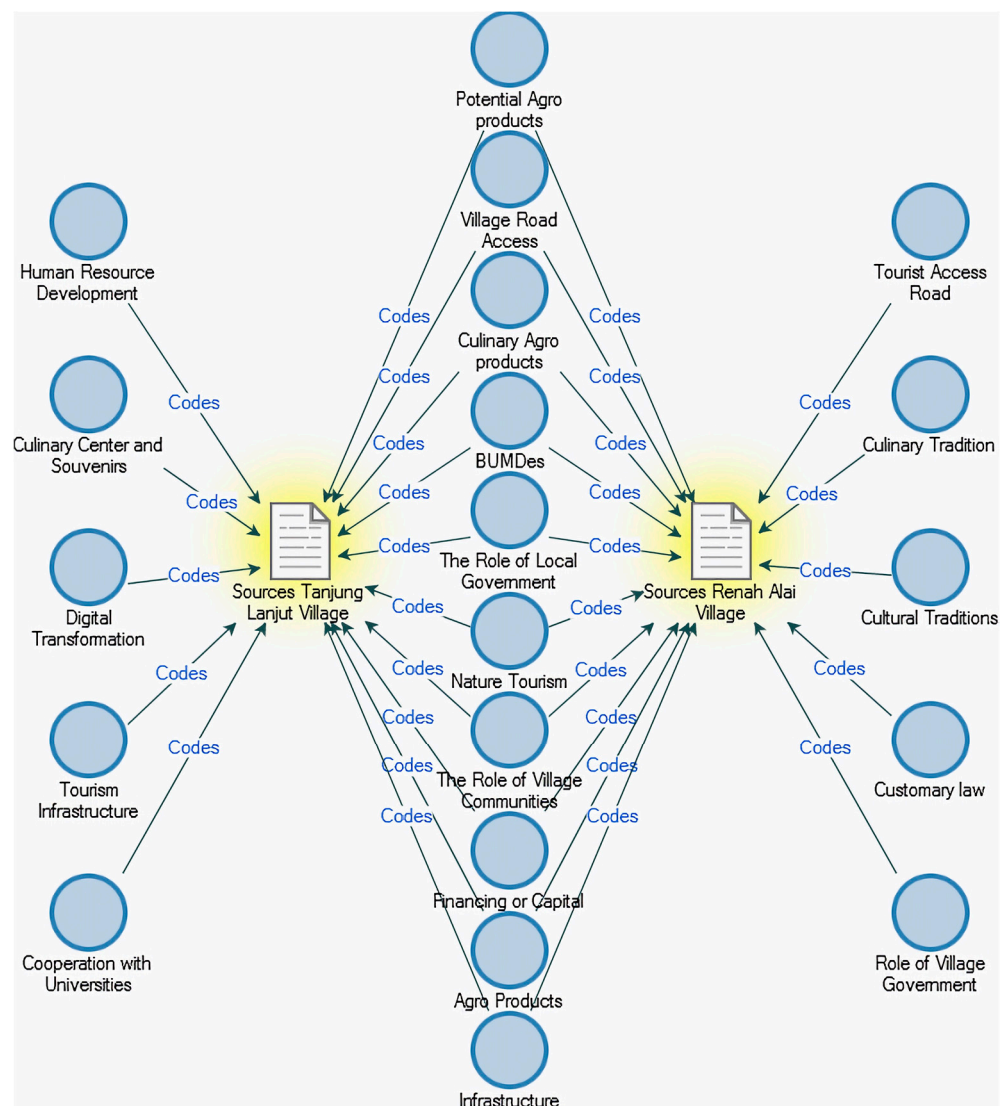 Potential Agro
products
Village Road
Access
Human Resource
Development
Tourist Access
Road
Codes
Codes
Culinary Agro
products
Codes
Codes
Codes
Codes
Culinary Center and
Souvenirs
Codes
Codes
Culinary Tradition
BUMDes
Codes
Codes
Codes
Codes
Codes
Codes
Sources Tanjung
Lanjut Village
The Role of Local
Government
Sources Renah Alai
Village
Digital
Transformation
Codes
Codes
Cultural Traditions
Codes
Codes
Nature Tourism
Codes
Codes
Codes
Codes
Codes
Codes
Codes
Codes
Tourism
Infrastructure
Codes
Codes
The Role of Village
Communities
Customary law
Codes
Codes
Financing or Capital
Cooperation with
Universities
Role of Village
Government
Agro Products
Infrastructure